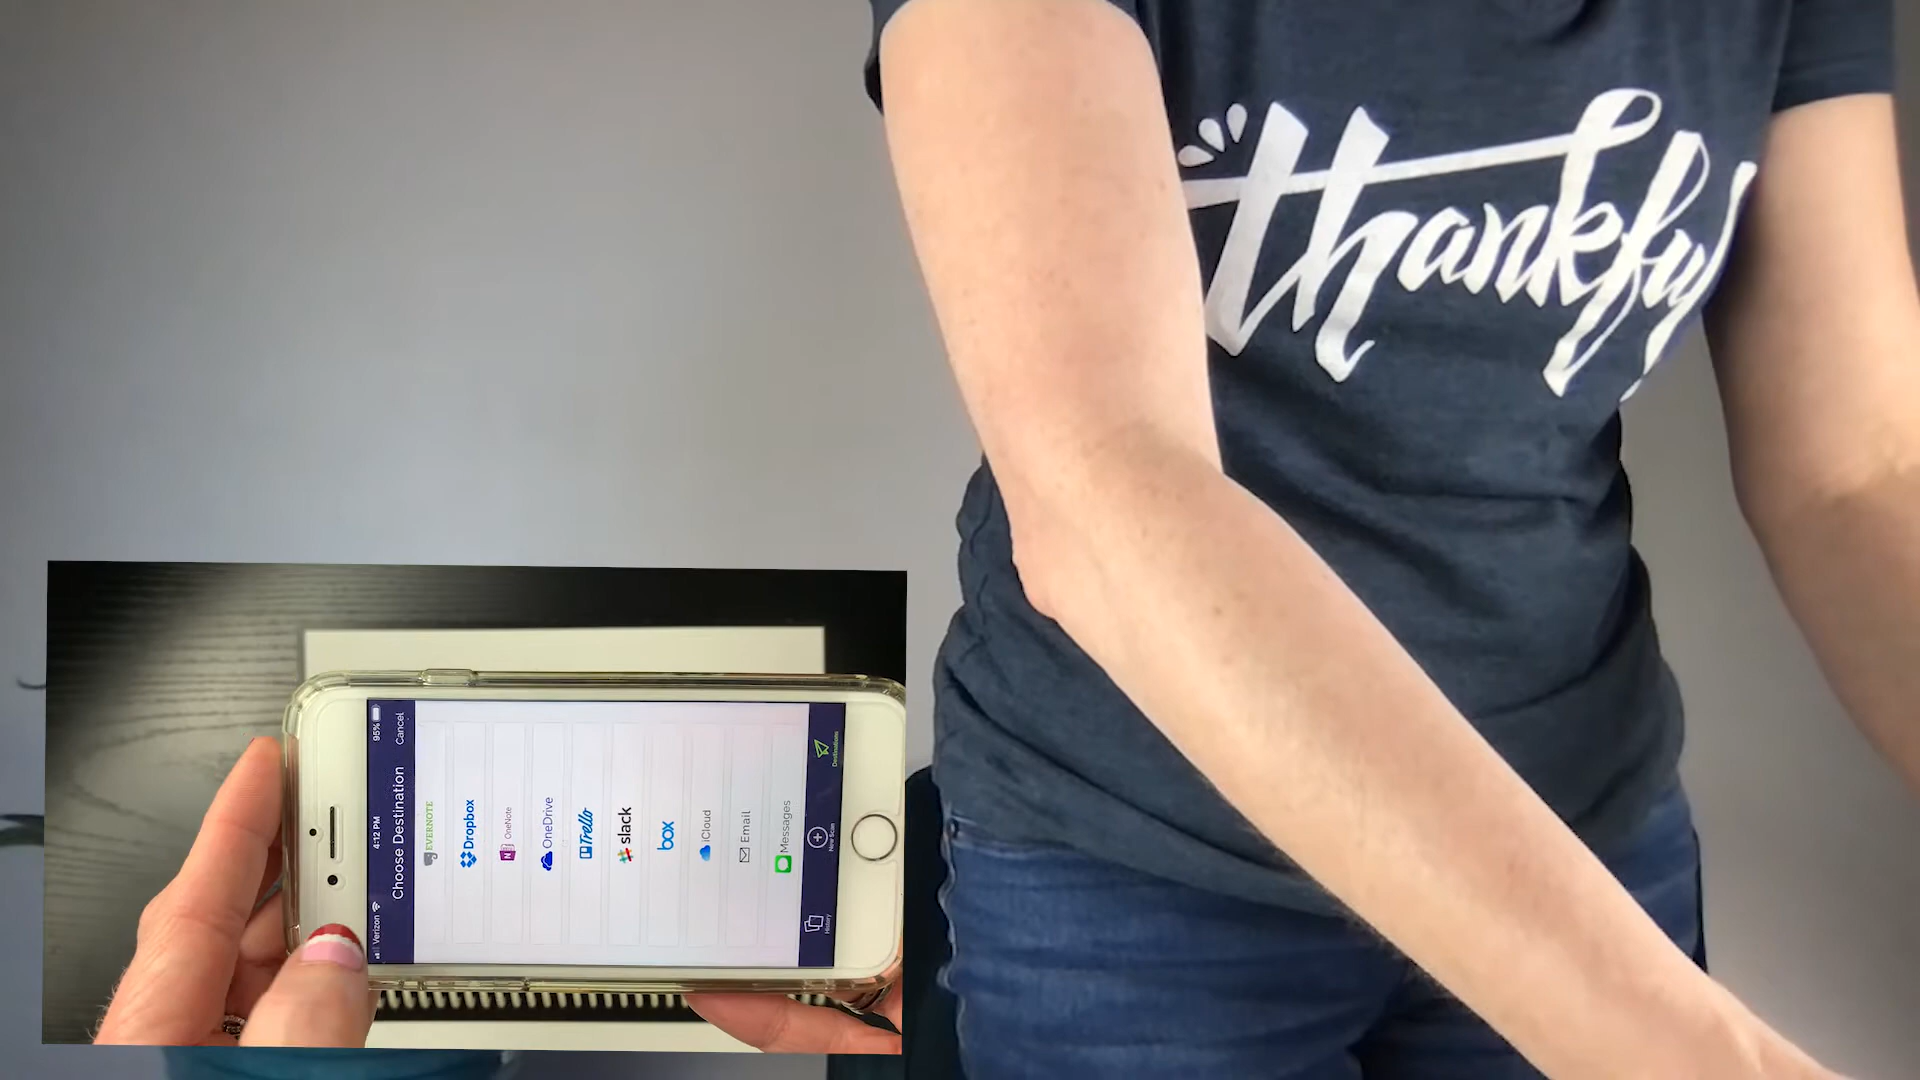 thankful
Verizon 4:12 PM 95%
Choose Destination Cancel
EVERNOTE
Dropbox
OneNote
OneDrive
Trello
slack
box
iCloud
Email
Messages
History New Scan Destinations